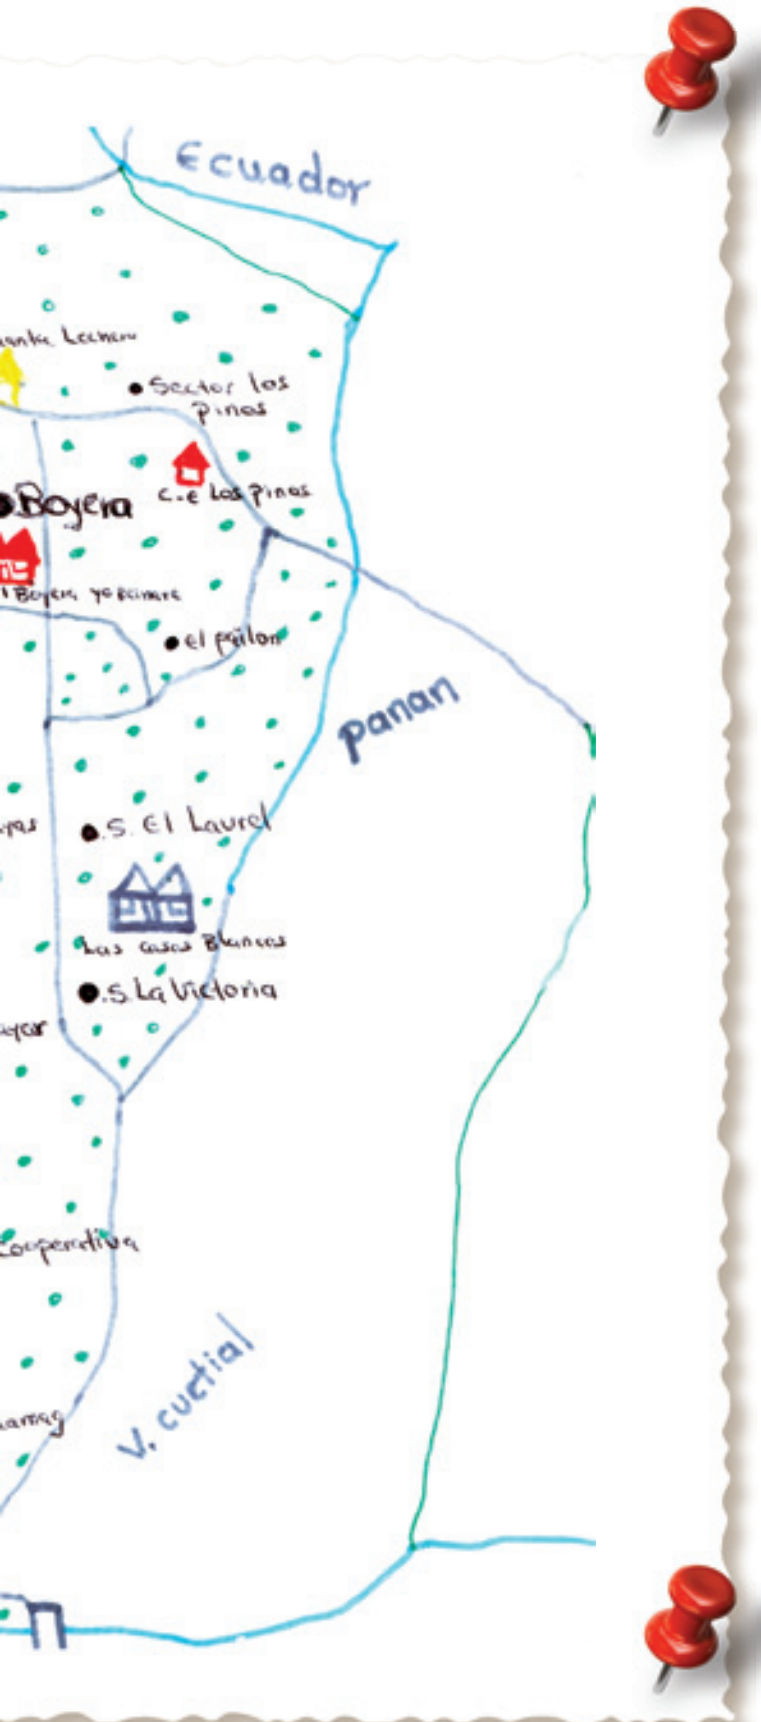 Ecuador
Sector los
Pinos
C.e Los Pinos
Boyera
Boyera
el pailon
panan
S. El Laurel
Las casas Blancas
S. La Victoria
Cooperativa
V. cuetial